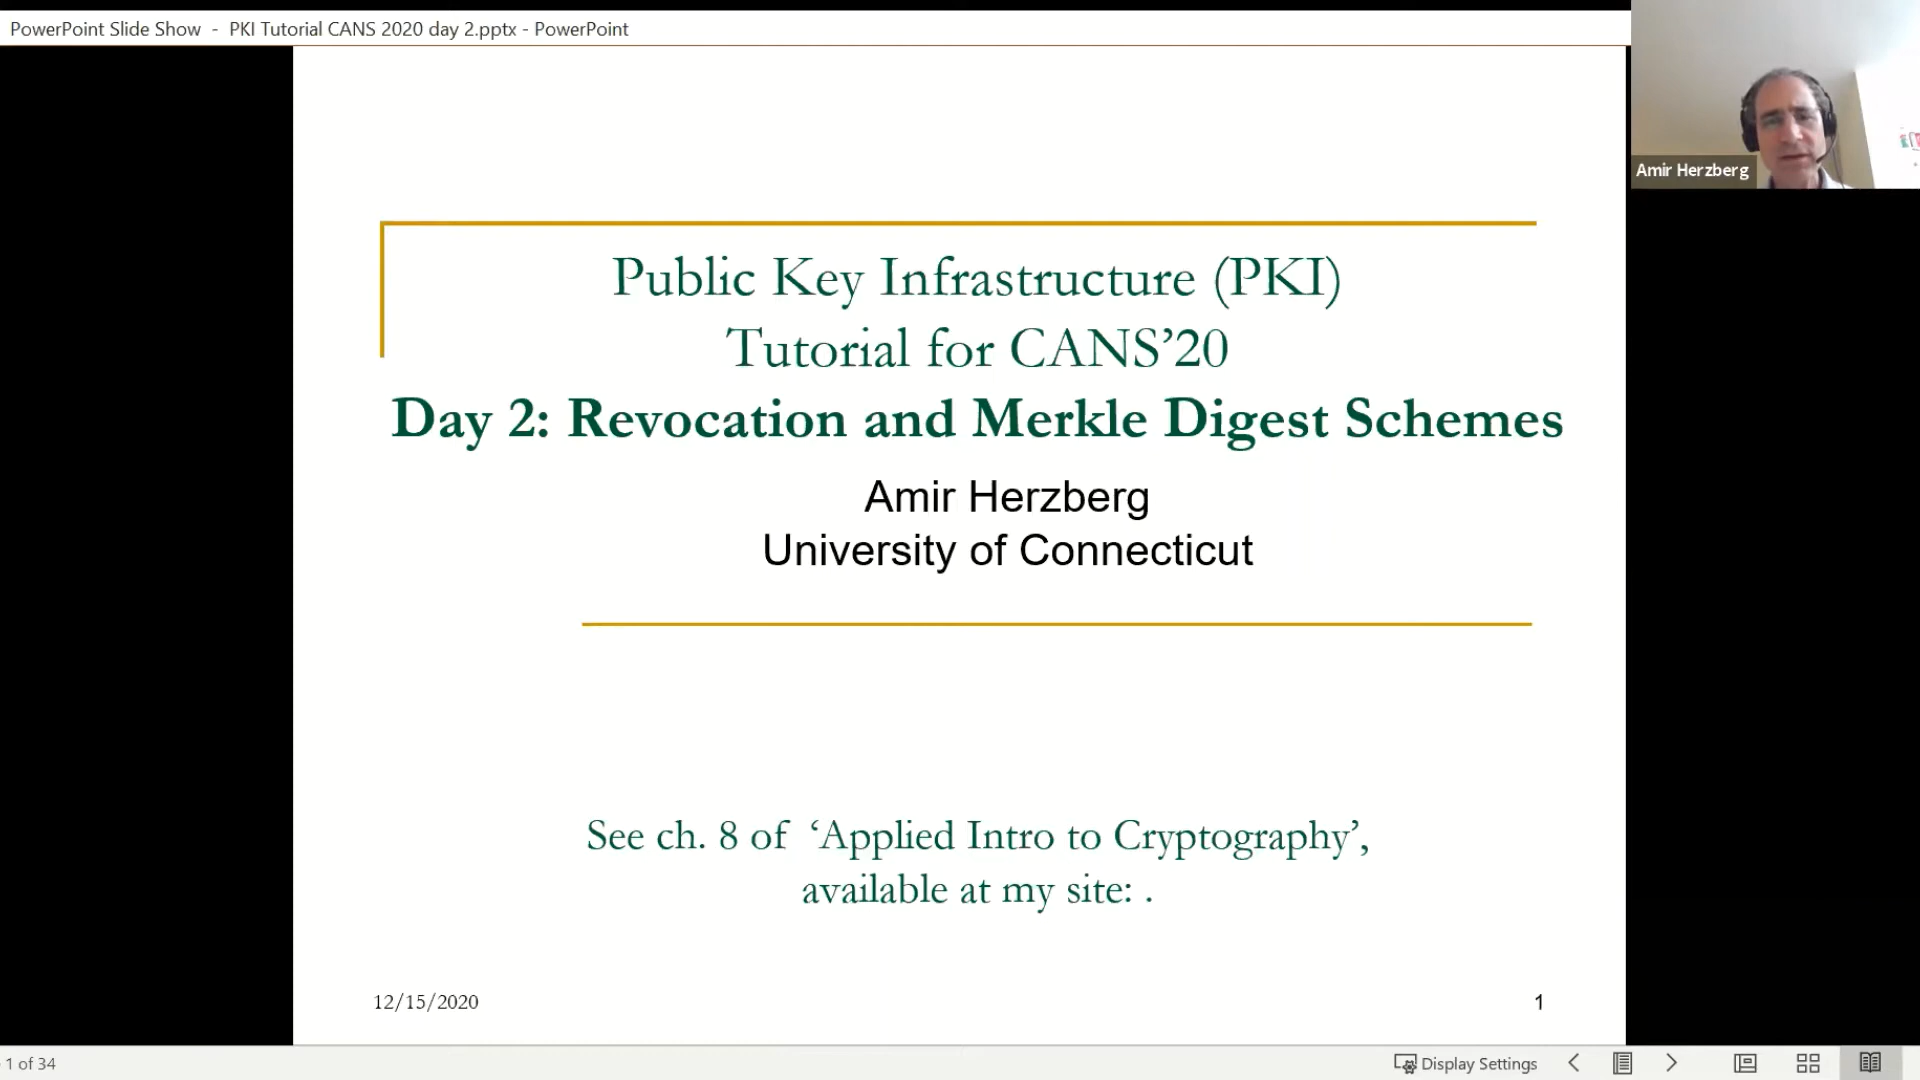 PowerPoint Slide Show - PKI Tutorial CANS 2020 day 2.pptx - PowerPoint
Amir Herzberg
Public Key Infrastructure (PKI)
Tutorial for CANS’20
Day 2: Revocation and Merkle Digest Schemes
Amir Herzberg
University of Connecticut
See ch. 8 of ‘Applied Intro to Cryptography’,
available at my site: .
12/15/2020
1
1 of 34
Display Settings